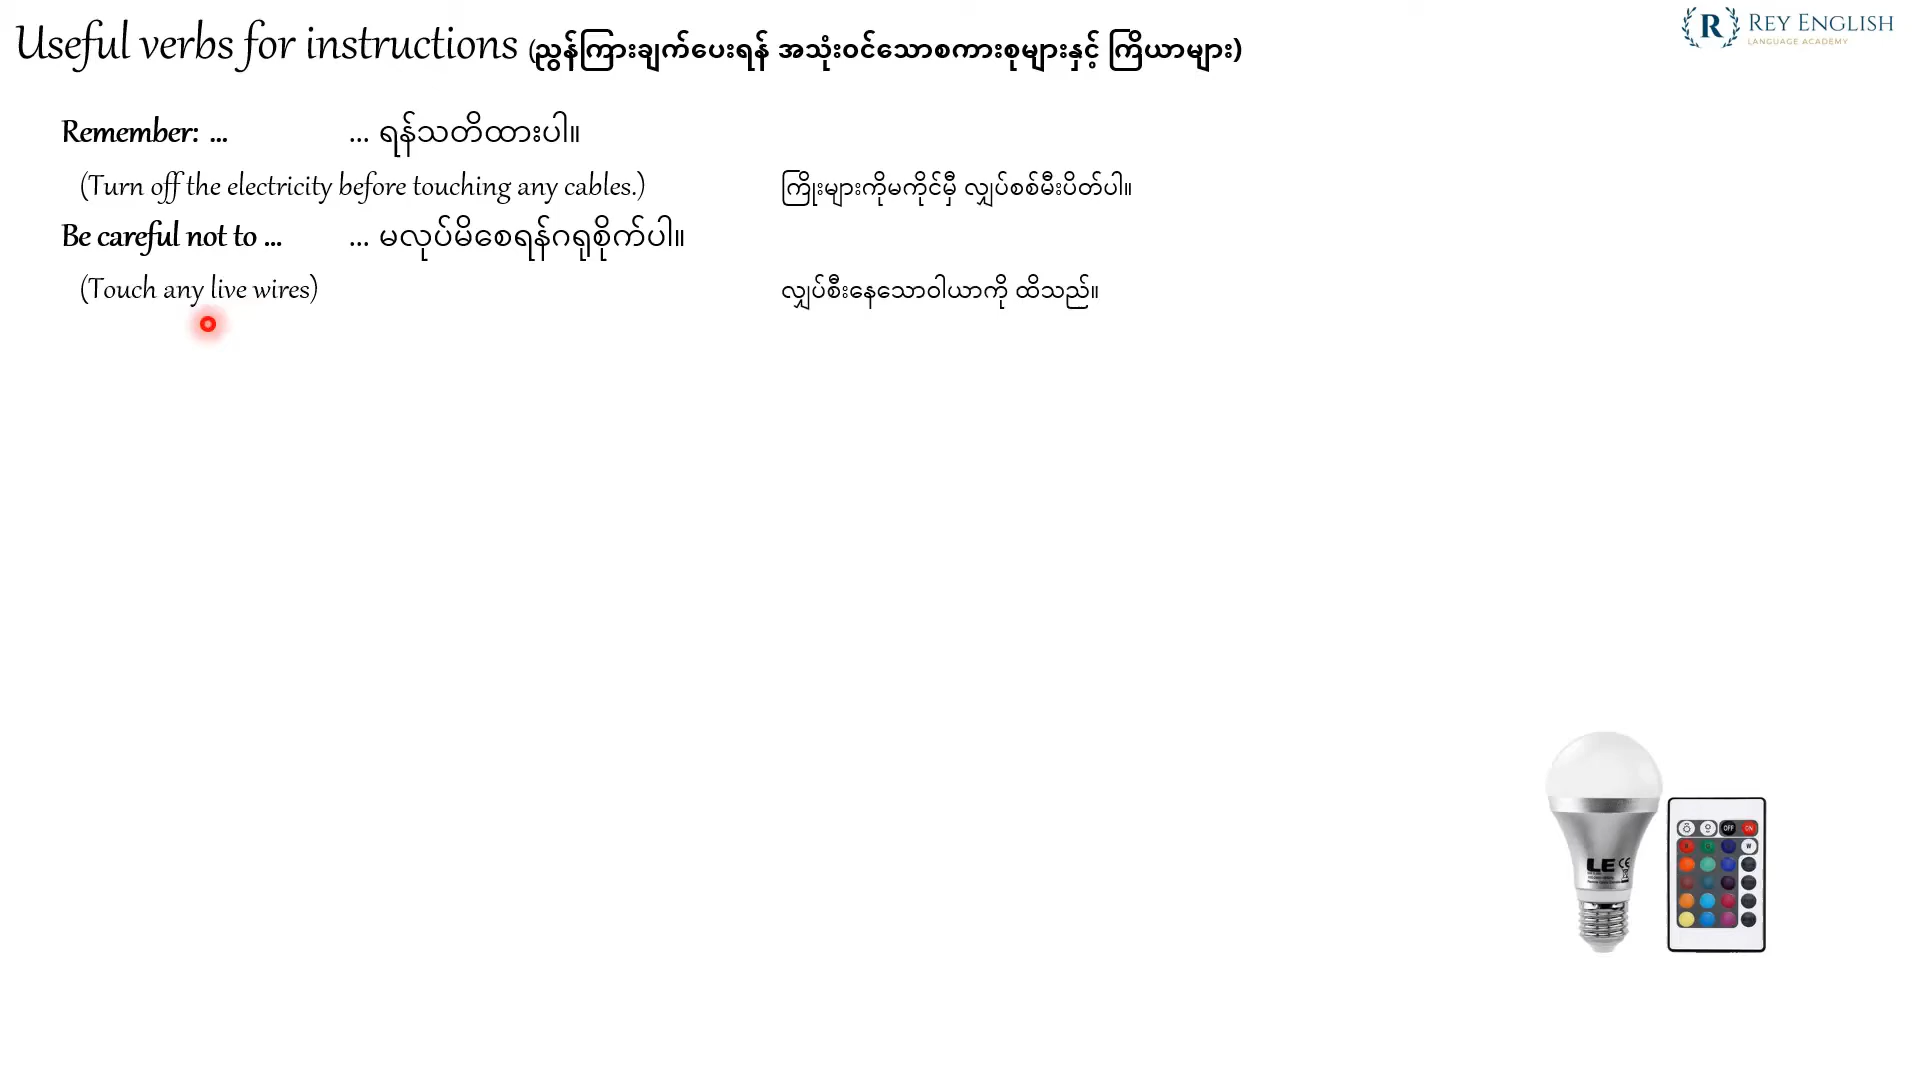 Useful verbs for instructions (ညွန်ကြားချက်ပေးရန် အသုံးဝင်သောစကားစုများနှင့် ကြိယာများ)
R REY ENGLISH
LANGUAGE ACADEMY
Remember: ... ... ရန်သတိထားပါ။
(Turn off the electricity before touching any cables.) ကြိုးများကိုမကိုင်မှီ လျှပ်စစ်မီးပိတ်ပါ။
Be careful not to ... ... မလုပ်မိစေရန်ဂရုစိုက်ပါ။
(Touch any live wires) လျှပ်စီးနေသောဝါယာကို ထိသည်။
OFF ON
W
LE CE